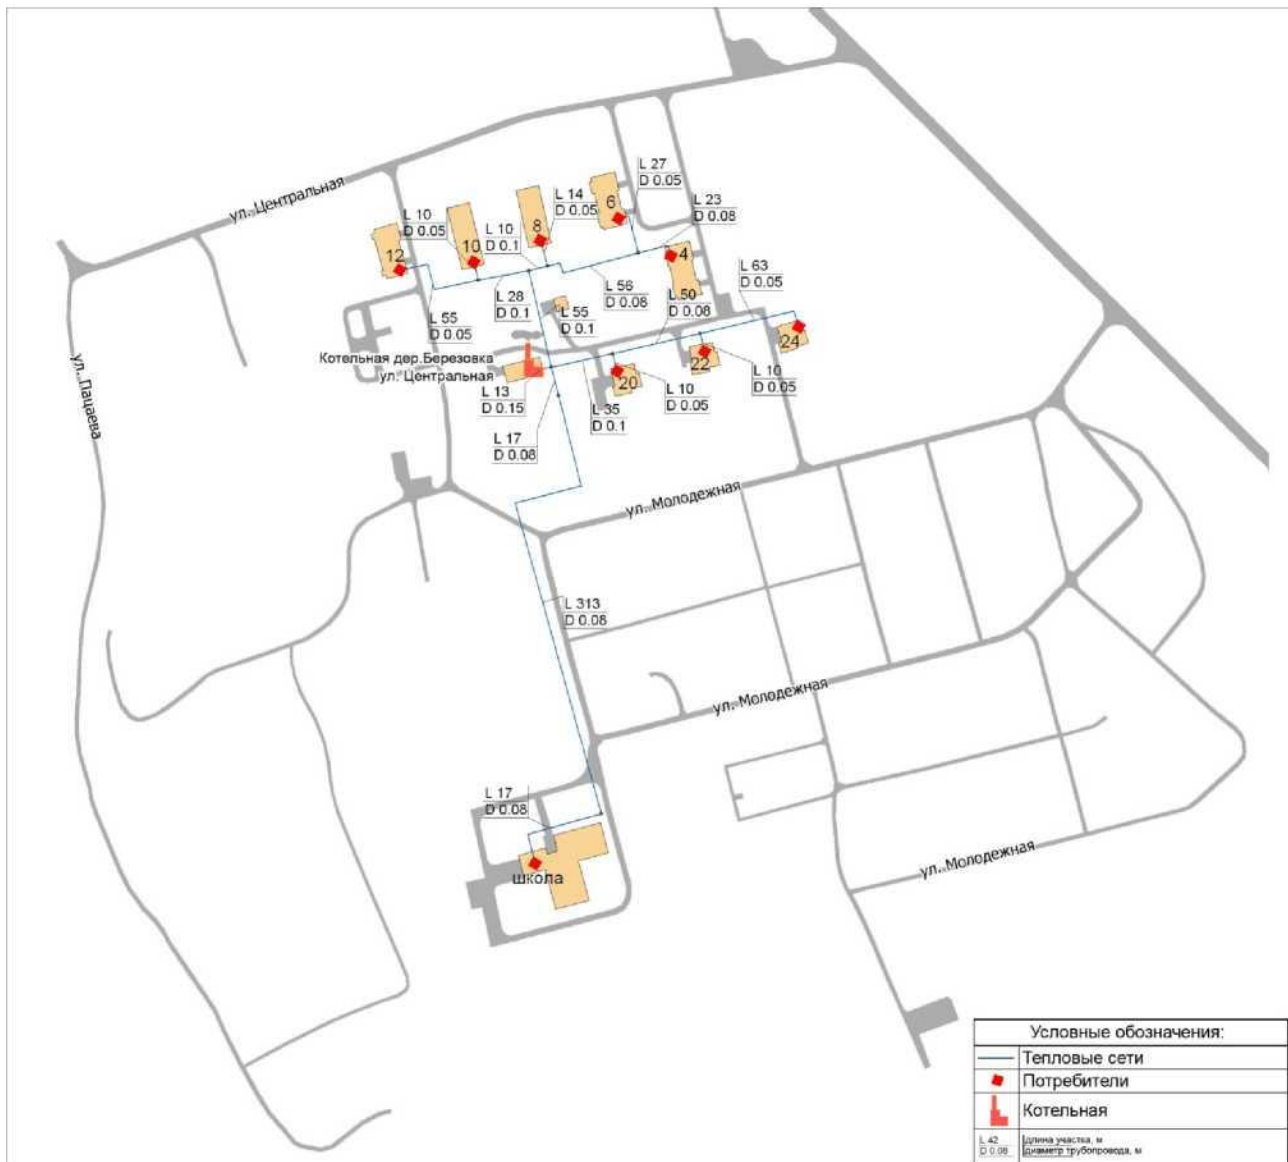 ул. Центральная
L 27
D 0.05
L 14
D 0.05
6
L 23
D 0.08
L 10
D 0.05
L 10
D 0.1
8
12
10
4
L 63
D 0.05
L 56
D 0.08
L 50
D 0.08
L 28
D 0.1
L 55
D 0.05
L 55
D 0.1
24
22
20
Котельная дер.Березовка
ул. Центральная
ул. Пацаева
L 13
D 0.15
L 10
D 0.05
L 10
D 0.05
L 35
D 0.1
L 17
D 0.08
ул. Молодежная
L 313
D 0.08
ул. Молодежная
L 17
D 0.08
школа
ул. Молодежная
Условные обозначения:
Тепловые сети
Потребители
Котельная
L 42
D 0.08
длина участка, м
диаметр трубопровода, м